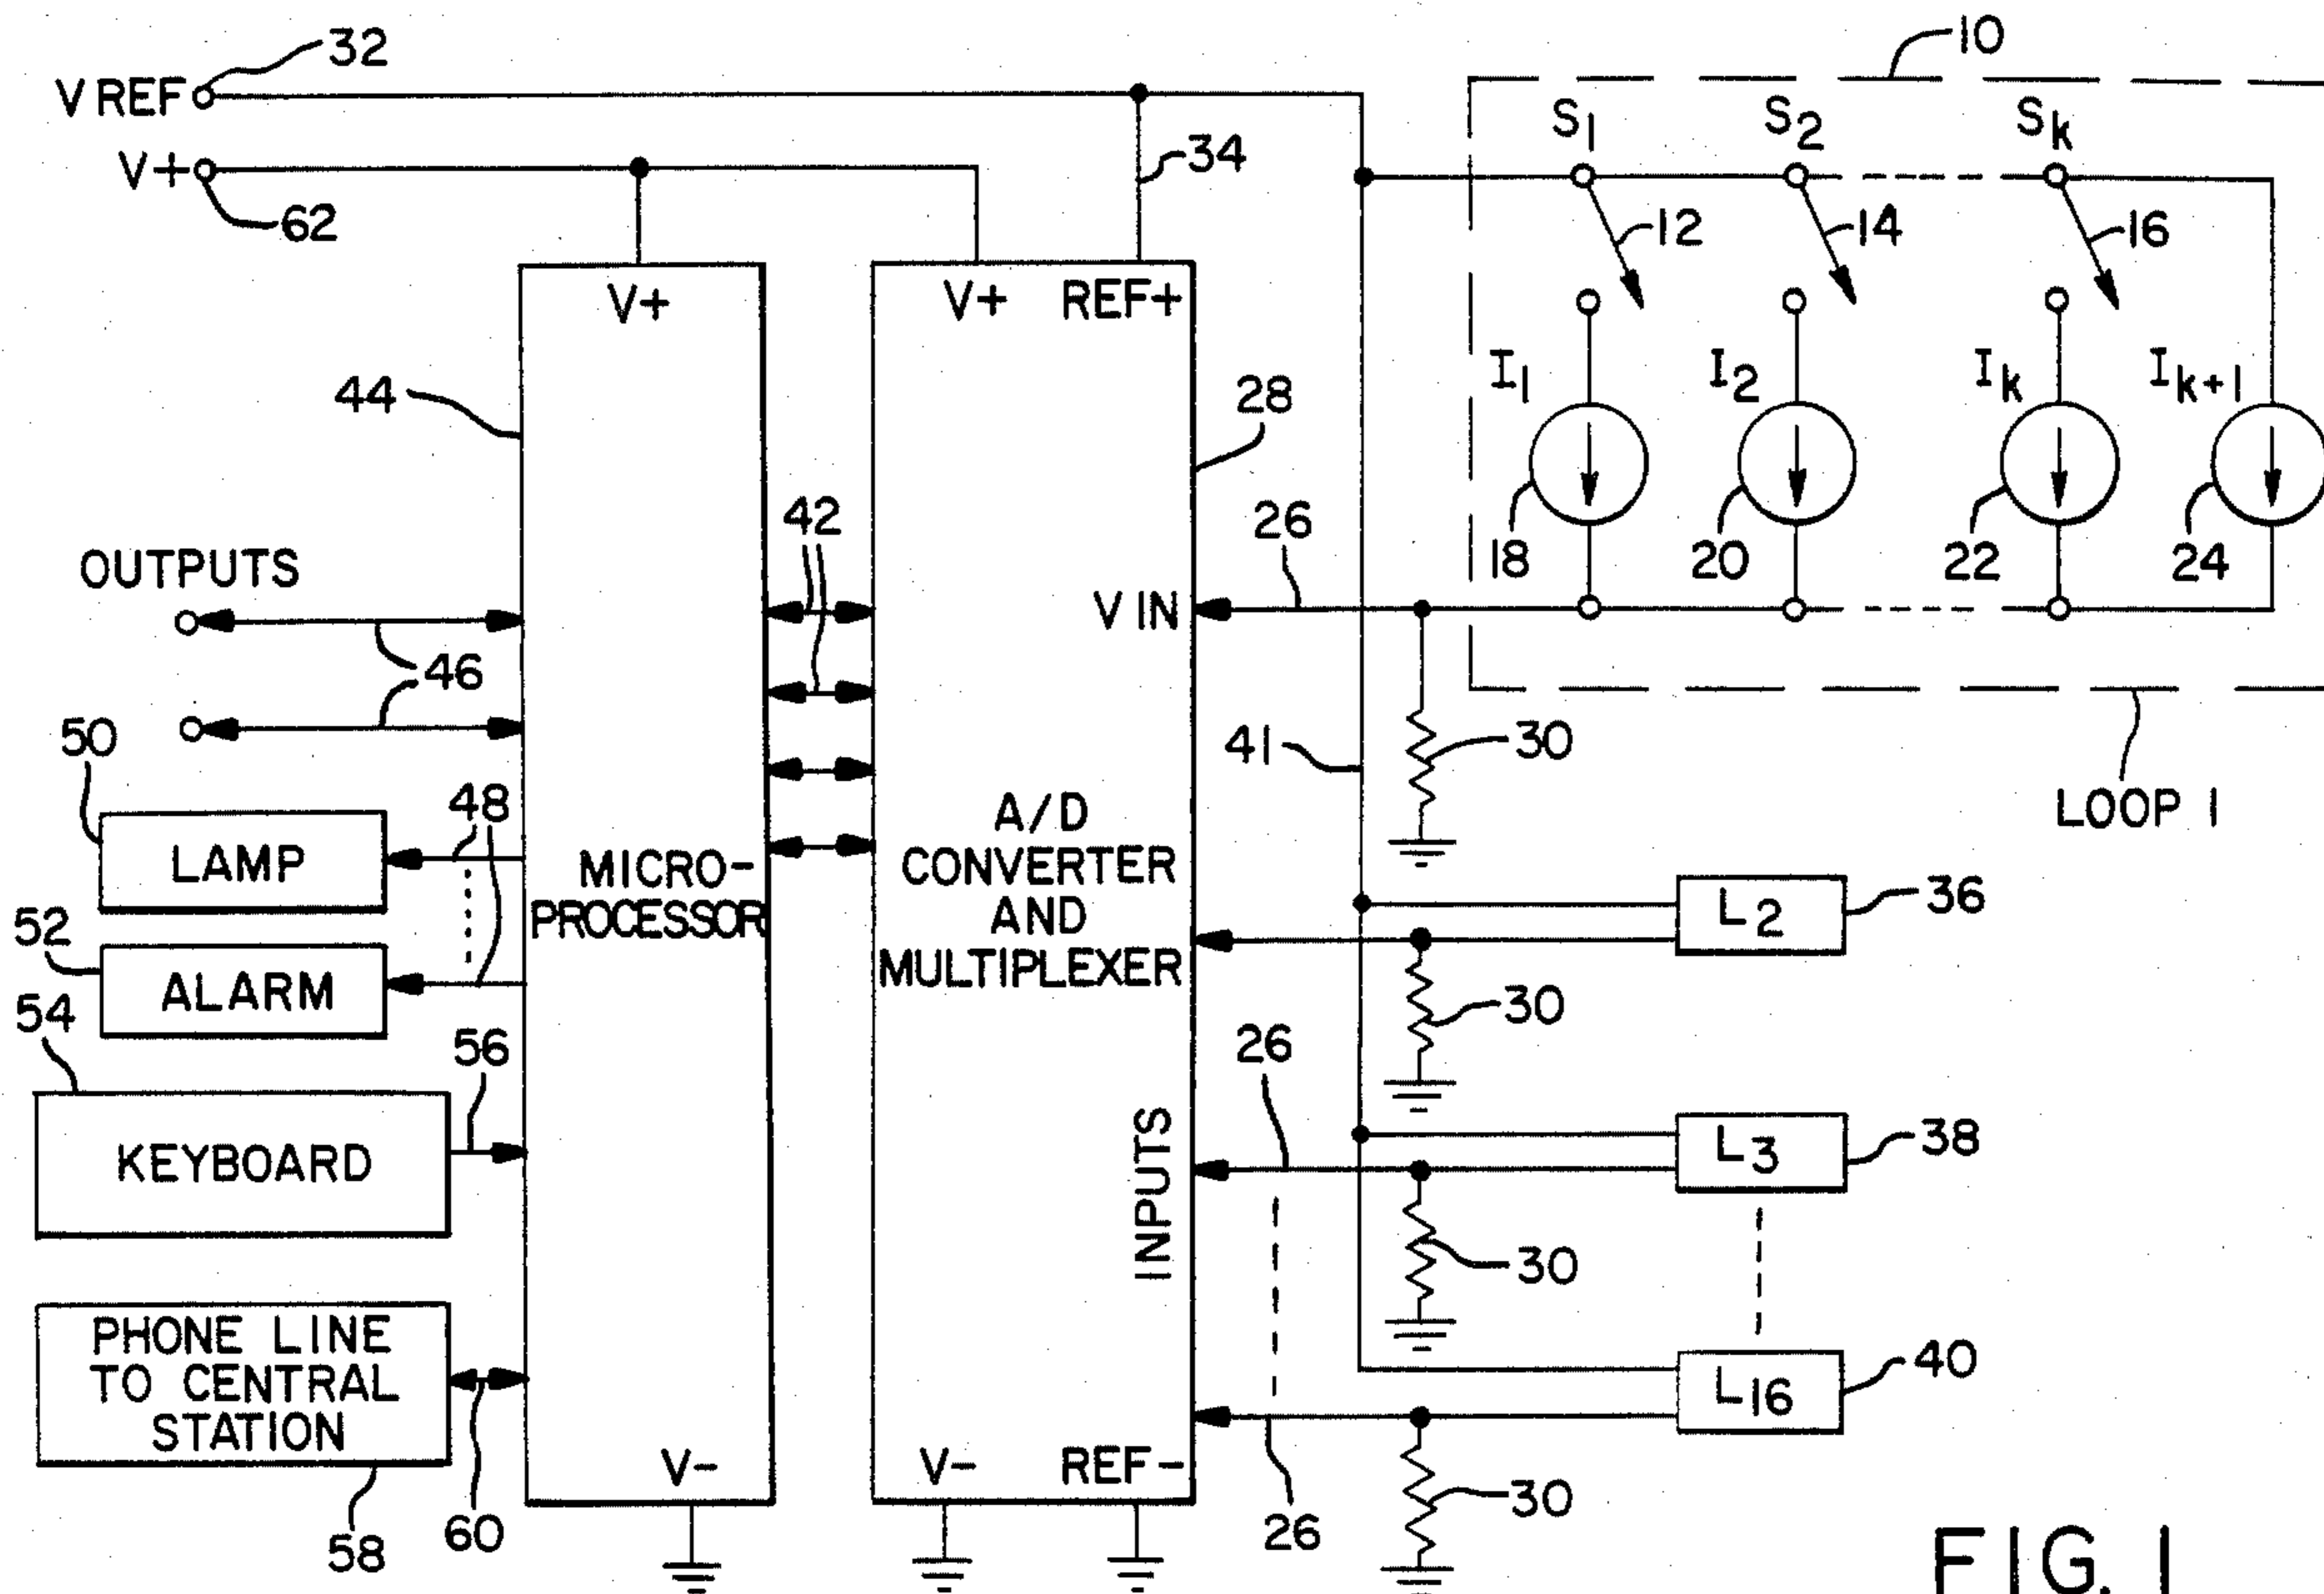 32
10
V REF
S1
S2
Sk
V+
34
62
12
14
16
V+
V+
REF+
44
28
I1
I2
Ik
Ik+1
42
26
18
20
22
24
OUTPUTS
V IN
46
50
41
30
LOOP 1
48
LAMP
A/D
CONVERTER
AND
MULTIPLEXER
MICRO-
PROCESSOR
L2
36
52
ALARM
30
54
56
26
KEYBOARD
INPUTS
L3
38
30
PHONE LINE
TO CENTRAL
STATION
L16
40
V-
V-
REF-
58
60
26
30
FIG. 1